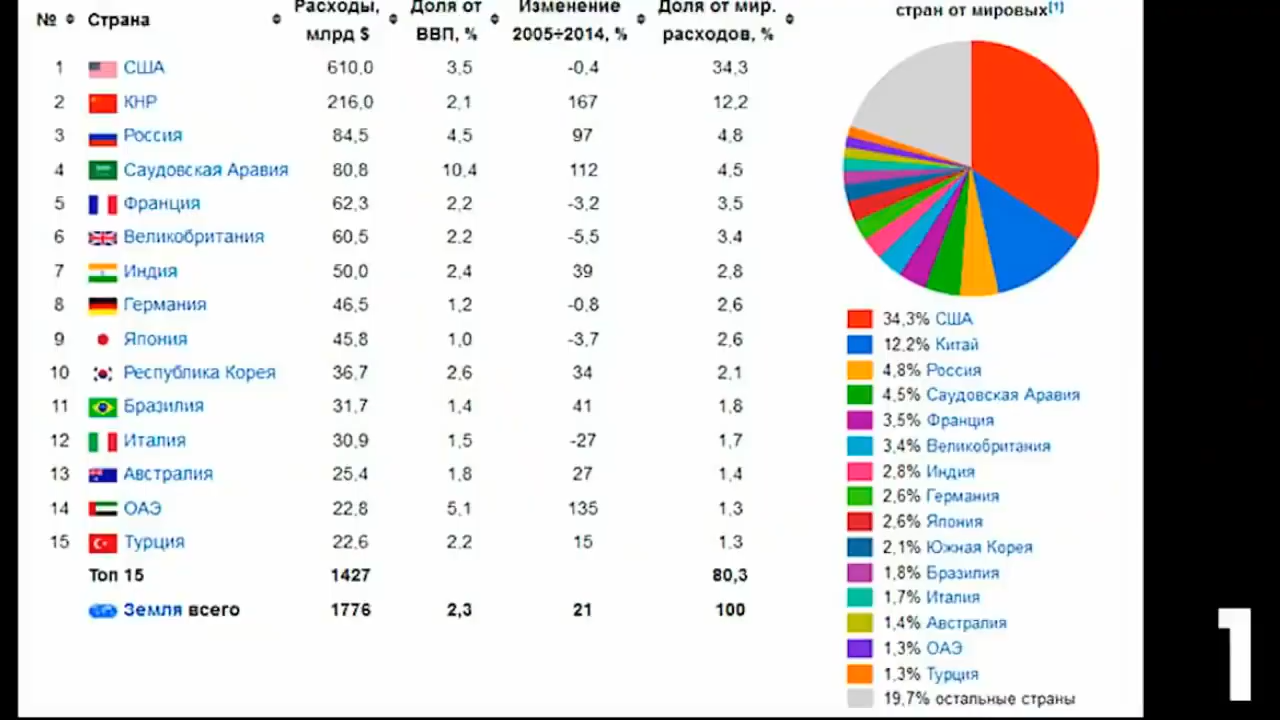 № Страна Расходы, млрд $ Доля от ВВП, % Изменение 2005÷2014, % Доля от мир. расходов, %
1 США 610,0 3,5 -0,4 34,3
2 КНР 216,0 2,1 167 12,2
3 Россия 84,5 4,5 97 4,8
4 Саудовская Аравия 80,8 10,4 112 4,5
5 Франция 62,3 2,2 -3,2 3,5
6 Великобритания 60,5 2,2 -5,5 3,4
7 Индия 50,0 2,4 39 2,8
8 Германия 46,5 1,2 -0,8 2,6
9 Япония 45,8 1,0 -3,7 2,6
10 Республика Корея 36,7 2,6 34 2,1
11 Бразилия 31,7 1,4 41 1,8
12 Италия 30,9 1,5 -27 1,7
13 Австралия 25,4 1,8 27 1,4
14 ОАЭ 22,8 5,1 135 1,3
15 Турция 22,6 2,2 15 1,3
Топ 15 1427 80,3
Земля всего 1776 2,3 21 100
стран от мировых[1]
34,3% США
12,2% Китай
4,8% Россия
4,5% Саудовская Аравия
3,5% Франция
3,4% Великобритания
2,8% Индия
2,6% Германия
2,6% Япония
2,1% Южная Корея
1,8% Бразилия
1,7% Италия
1,4% Австралия
1,3% ОАЭ
1,3% Турция
19,7% остальные страны
1